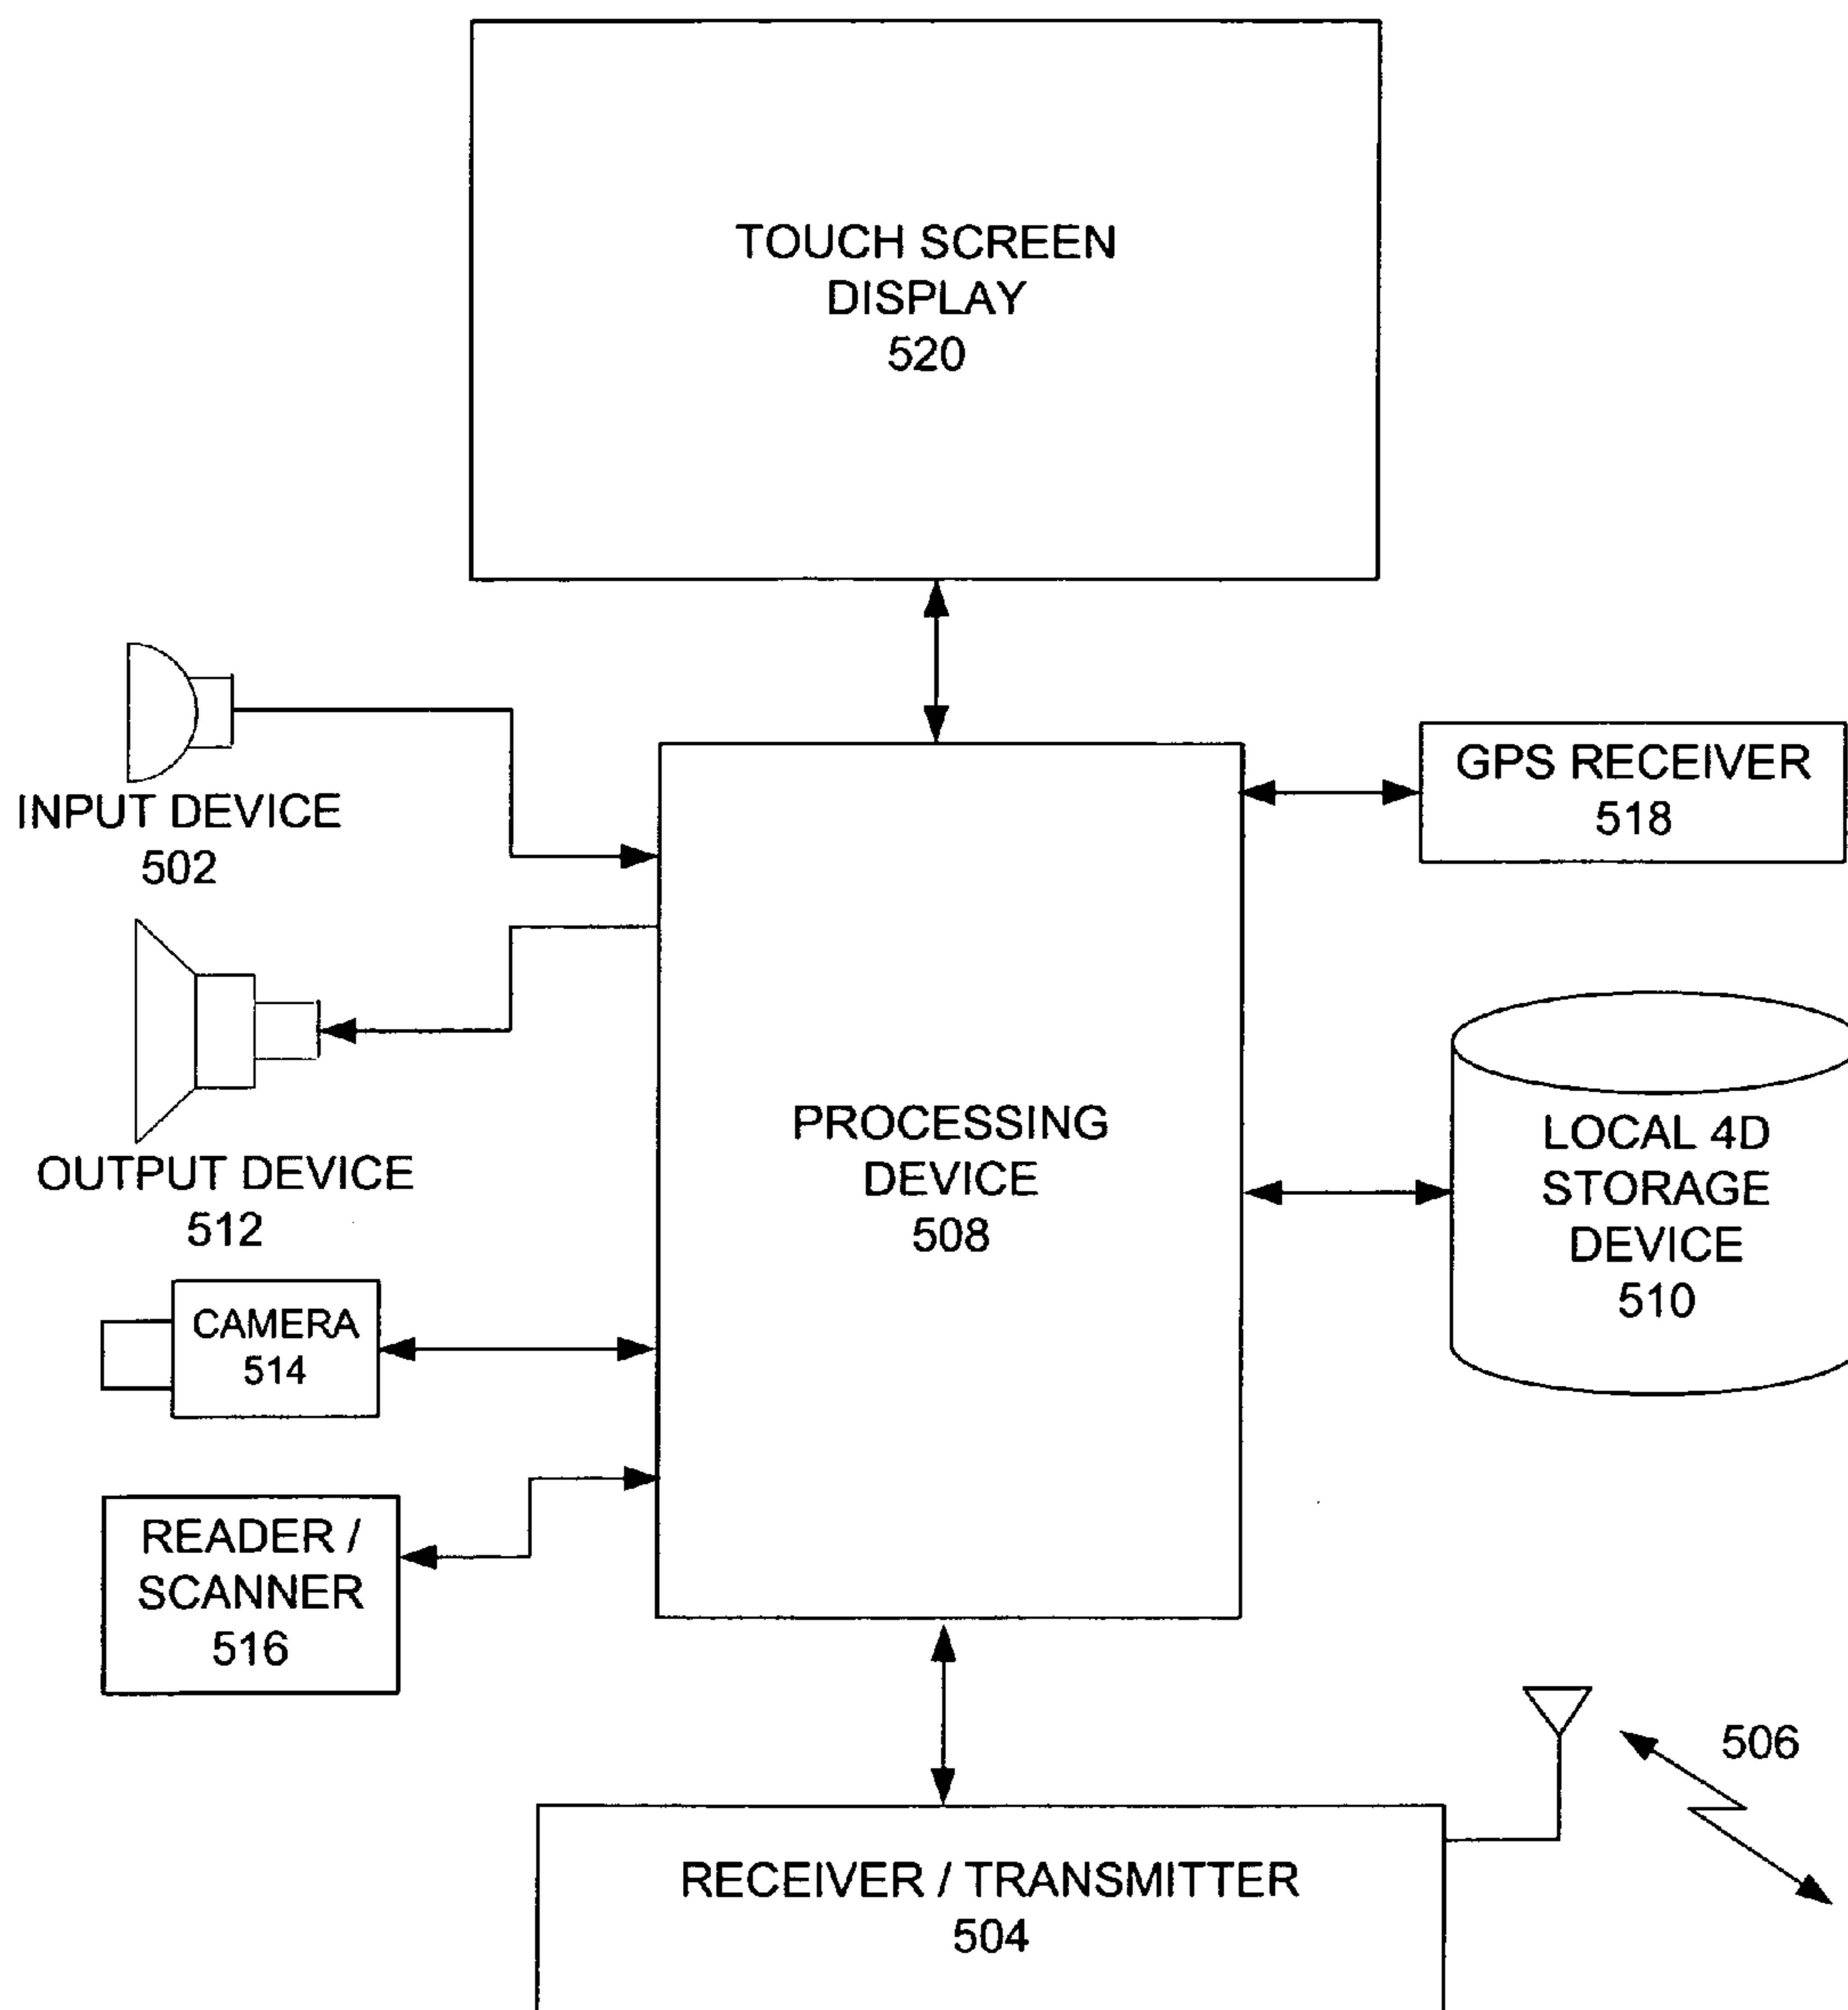 TOUCH SCREEN
DISPLAY
520
INPUT DEVICE
502
GPS RECEIVER
518
OUTPUT DEVICE
512
PROCESSING
DEVICE
508
LOCAL 4D
STORAGE
DEVICE
510
CAMERA
514
READER /
SCANNER
516
506
RECEIVER / TRANSMITTER
504